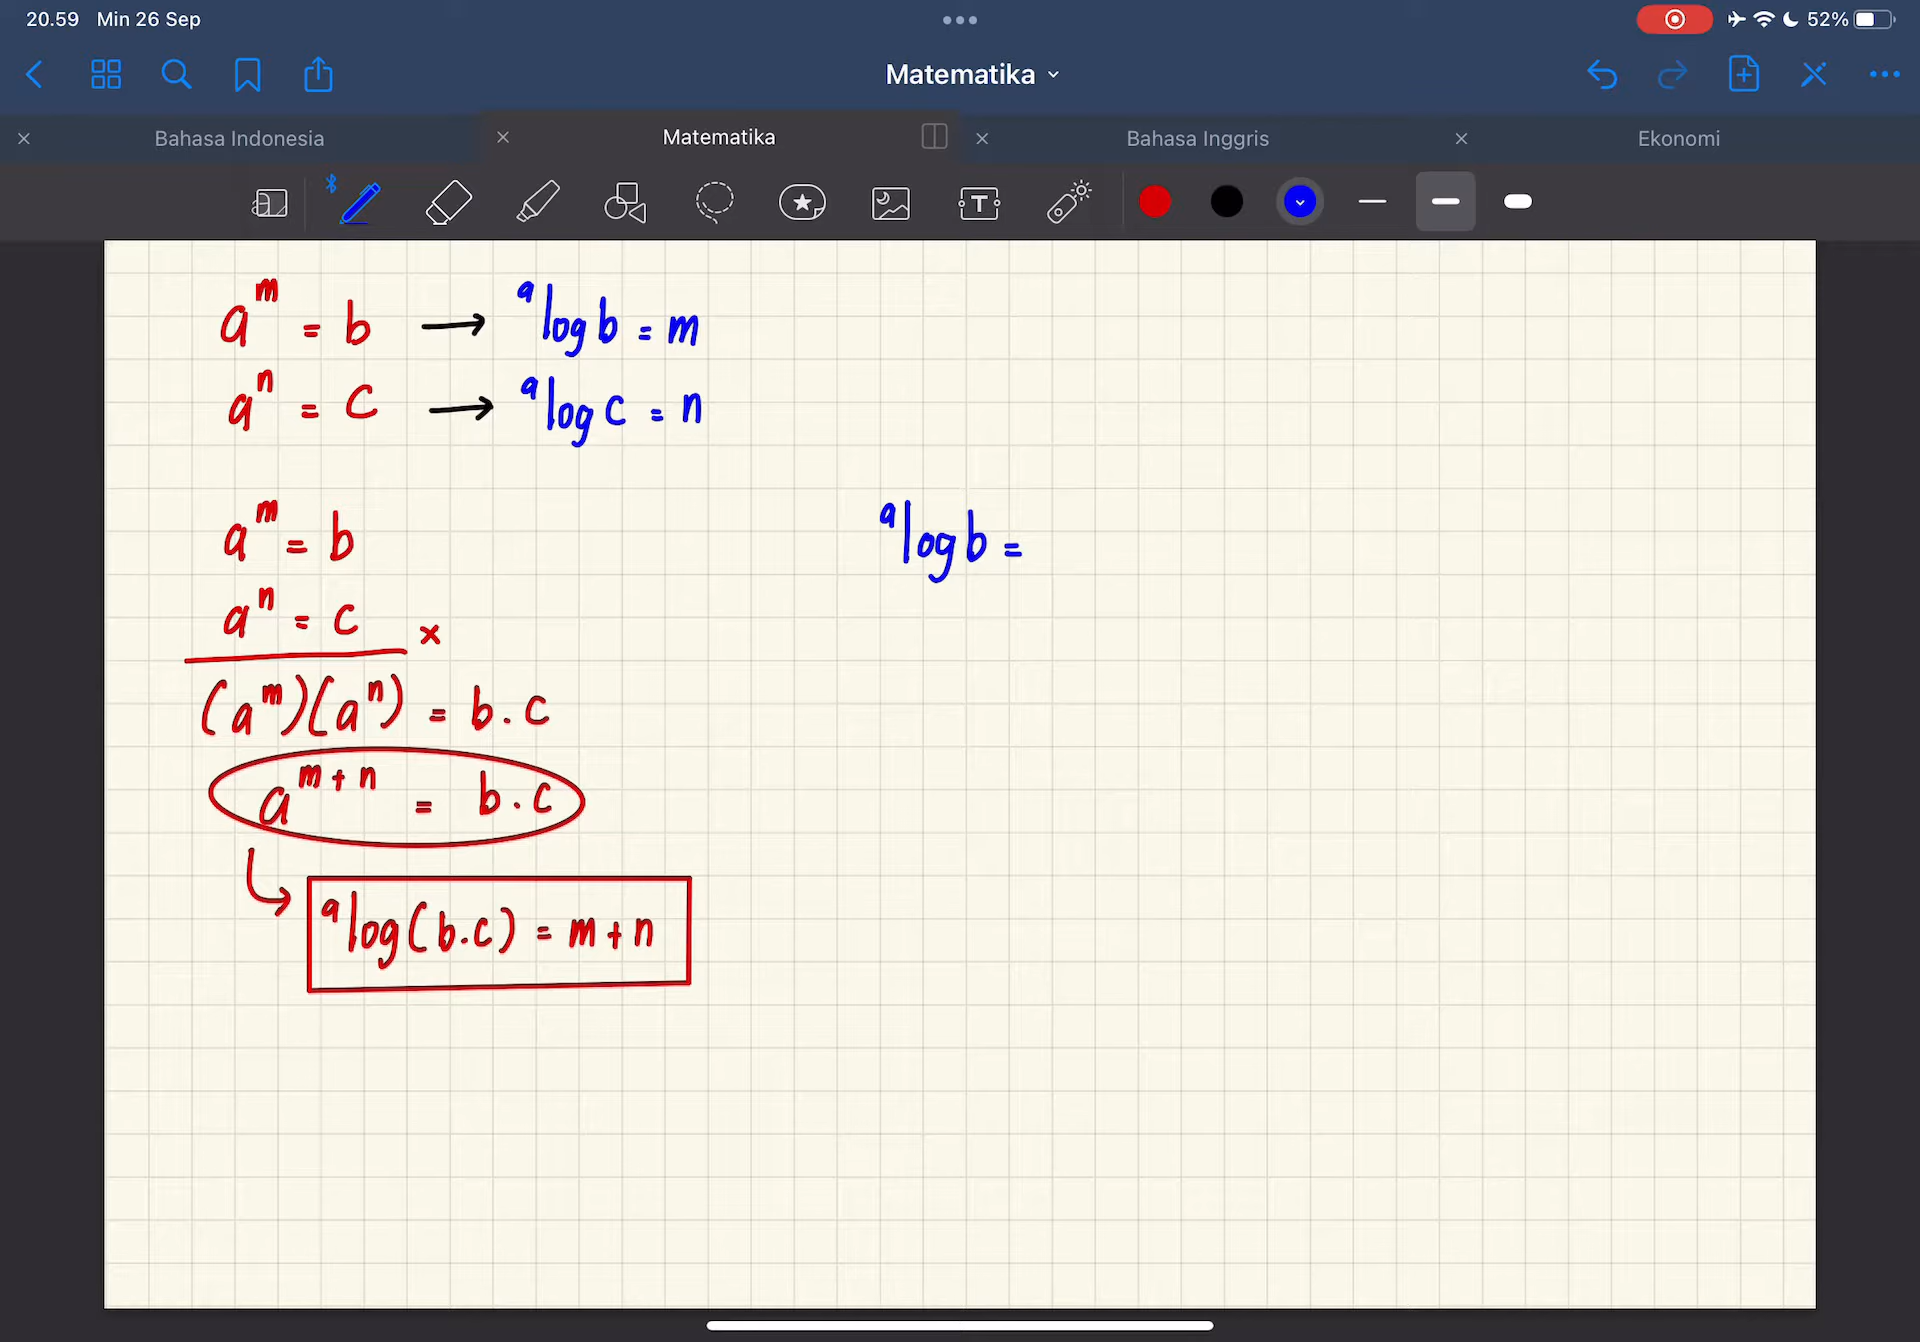 20.59 Min 26 Sep 52%
Matematika
Bahasa Indonesia Matematika Bahasa Inggris Ekonomi
T
a^m = b → ᵃlog b = m
a^n = c → ᵃlog c = n
a^m = b
a^n = c ×
(a^m)(a^n) = b . c
a^(m+n) = b . c
ᵃlog (b.c) = m + n
ᵃlog b =